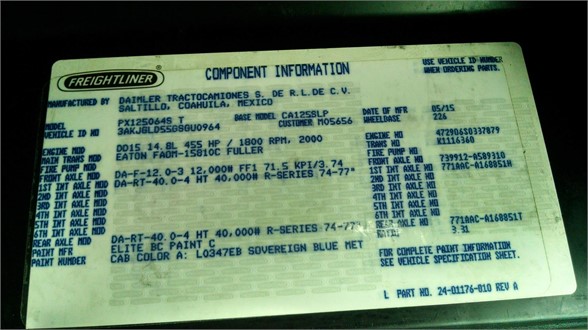 FREIGHTLINER
COMPONENT INFORMATION
USE VEHICLE ID NUMBER
WHEN ORDERING PARTS.
MANUFACTURED BY DAIMLER TRACTOCAMIONES S. DE R.L.DE C.V.
SALTILLO, COAHUILA, MEXICO
MODEL PX125064S T BASE MODEL CA125SLP DATE OF MFR 05/15
VEHICLE ID NO CUSTOMER M05656 WHEELBASE 226
ENGINE MOD DD15 14.8L 455 HP / 1800 RPM, 2000 ENGINE NO 472906S0337879
MAIN TRANS MOD EATON FAOM-15810C FULLER TRANS NO X1116360
FIRE PUMP MOD FIRE PUMP NO
FRONT AXLE MOD DA-F-12.0-3 12,000# FF1 71.5 KPI/3.74 739912-A589310
1ST INT AXLE MOD DA-RT-40.0-4 HT 40,000# R-SERIES 74-77" 1ST INT AXLE NO 771AAC-A168851H
2ND INT AXLE MOD 2ND INT AXLE NO
3RD INT AXLE MOD 3RD INT AXLE NO
4TH INT AXLE MOD 4TH INT AXLE NO
5TH INT AXLE MOD 5TH INT AXLE NO
6TH INT AXLE MOD 6TH INT AXLE NO
REAR AXLE MOD DA-RT-40.0-4 HT 40,000# R-SERIES 74-77" REAR AXLE NO 771AAC-A168851T
PAINT MFR ELITE BC PAINT C RATIO 3.31
PAINT NUMBER CAB COLOR A: L0347EB SOVEREIGN BLUE MET
FOR COMPLETE PAINT INFORMATION
SEE VEHICLE SPECIFICATION SHEET.
L PART NO. 24-01176-010 REV A